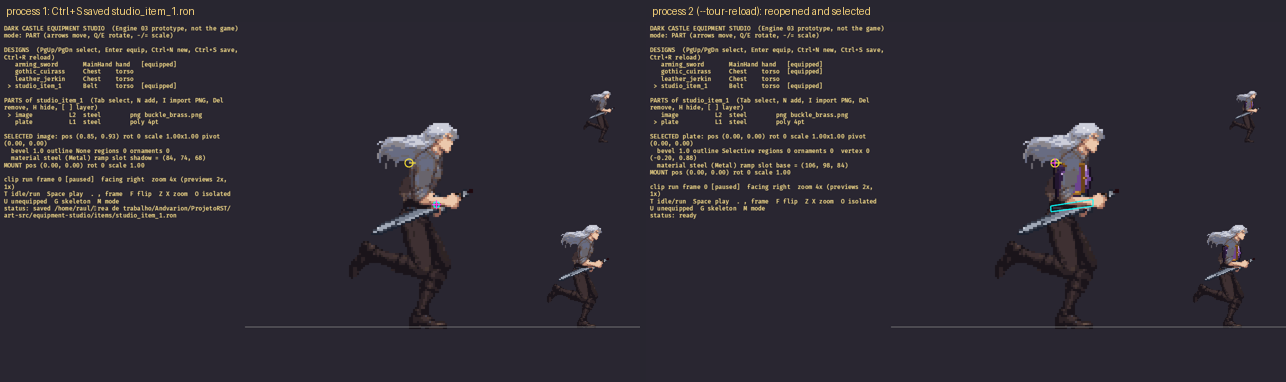 process 1: Ctrl+S saved studio_item_1.ron
DARK CASTLE EQUIPMENT STUDIO (Engine 03 prototype, not the game)
mode: PART (arrows move, Q/E rotate, -/= scale)
DESIGNS (PgUp/PgDn select, Enter equip, Ctrl+N new, Ctrl+S save,
Ctrl+R reload)
arming_sword MainHand hand [equipped]
gothic_cuirass Chest torso
leather_jerkin Chest torso
> studio_item_1 Belt torso [equipped]
PARTS of studio_item_1 (Tab select, N add, I import PNG, Del
remove, H hide, [ ] layer)
> image L2 steel png buckle_brass.png
plate L1 steel poly 4pt
SELECTED image: pos (0.85, 0.93) rot 0 scale 1.00x1.00 pivot
(0.00, 0.00)
bevel 1.0 outline None regions 0 ornaments 0
material steel (Metal) ramp slot shadow = (84, 74, 68)
MOUNT pos (0.00, 0.00) rot 0 scale 1.00
clip run frame 0 [paused] facing right zoom 4x (previews 2x,
1x)
T idle/run Space play . , frame F flip Z X zoom O isolated
U unequipped G skeleton M mode
status: saved /home/raul/rea de trabalho/Andvarion/ProjetoRST/
art-src/equipment-studio/items/studio_item_1.ron
process 2 (--tour-reload): reopened and selected
DARK CASTLE EQUIPMENT STUDIO (Engine 03 prototype, not the game)
mode: PART (arrows move, Q/E rotate, -/= scale)
DESIGNS (PgUp/PgDn select, Enter equip, Ctrl+N new, Ctrl+S save,
Ctrl+R reload)
arming_sword MainHand hand [equipped]
gothic_cuirass Chest torso [equipped]
leather_jerkin Chest torso
> studio_item_1 Belt torso [equipped]
PARTS of studio_item_1 (Tab select, N add, I import PNG, Del
remove, H hide, [ ] layer)
image L2 steel png buckle_brass.png
> plate L1 steel poly 4pt
SELECTED plate: pos (0.00, 0.00) rot 0 scale 1.00x1.00 pivot
(0.00, 0.00)
bevel 1.0 outline Selective regions 0 ornaments 0 vertex 0
(-0.20, 0.88)
material steel (Metal) ramp slot base = (106, 98, 84)
MOUNT pos (0.00, 0.00) rot 0 scale 1.00
clip run frame 0 [paused] facing right zoom 4x (previews 2x,
1x)
T idle/run Space play . , frame F flip Z X zoom O isolated
U unequipped G skeleton M mode
status: ready